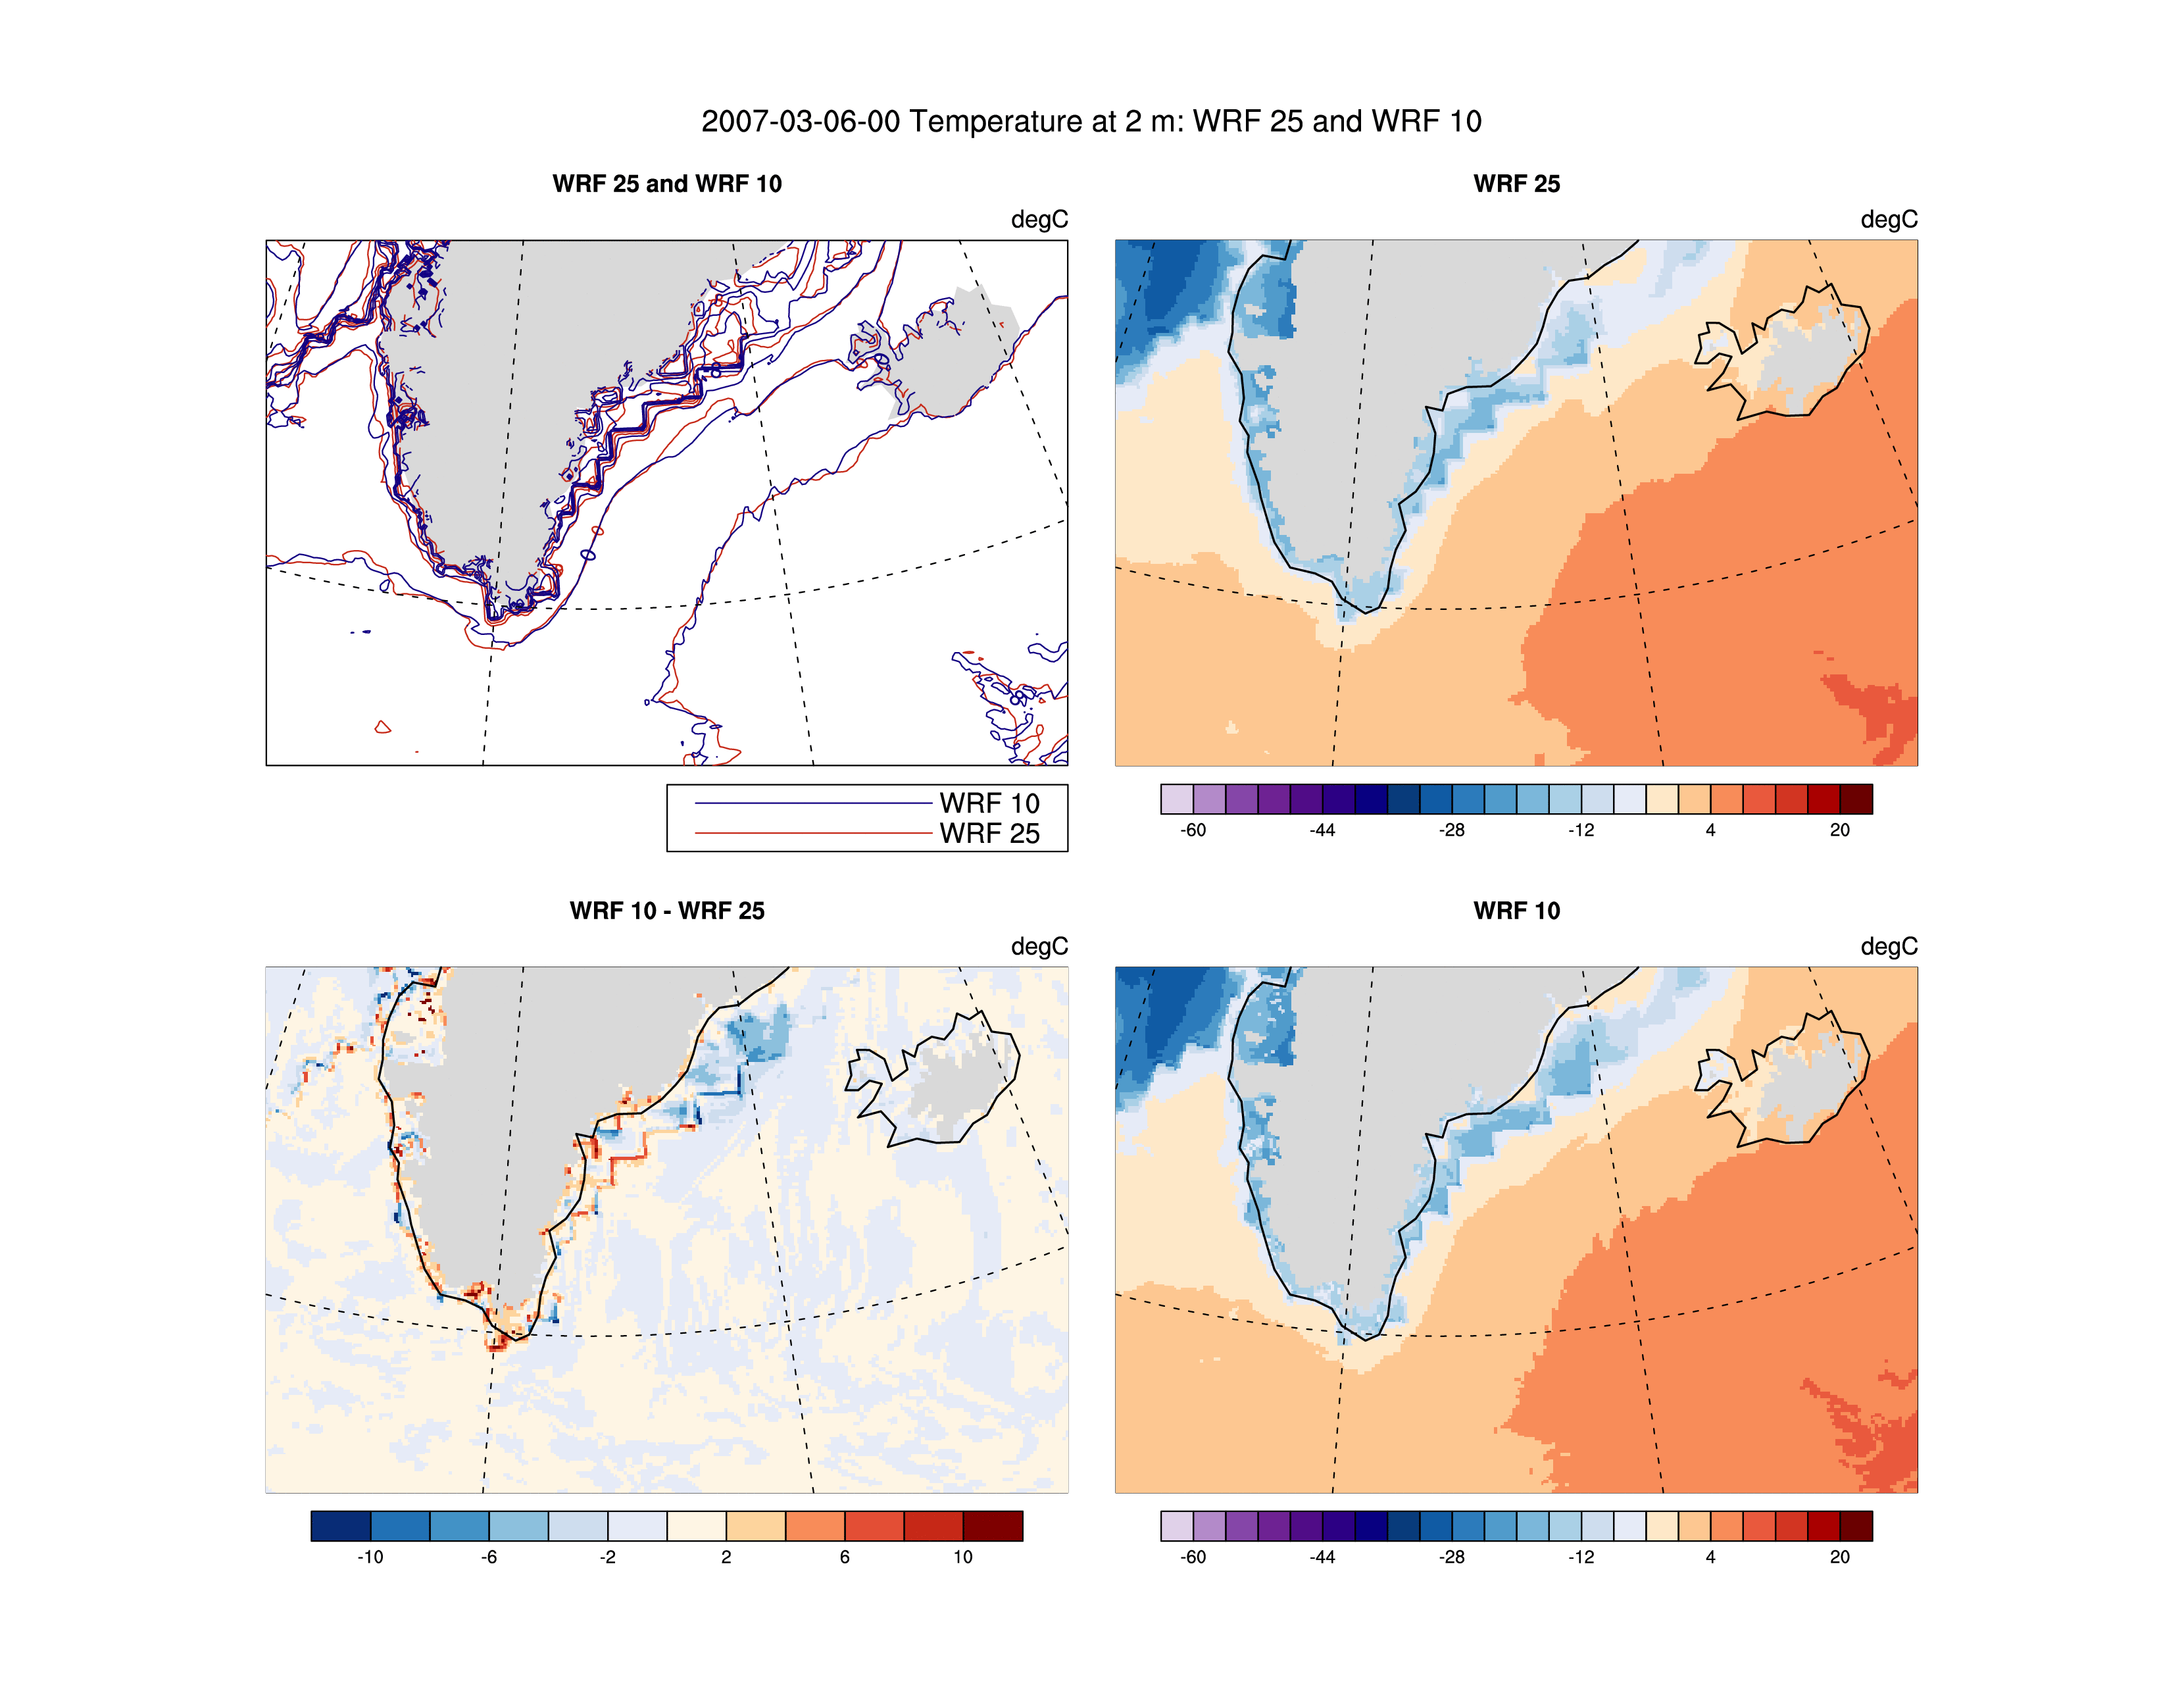 2007-03-06-00 Temperature at 2 m: WRF 25 and WRF 10
WRF 25 and WRF 10
degC
WRF 10
WRF 25
WRF 25
degC
-60 -44 -28 -12 4 20
WRF 10 - WRF 25
degC
-10 -6 -2 2 6 10
WRF 10
degC
-60 -44 -28 -12 4 20